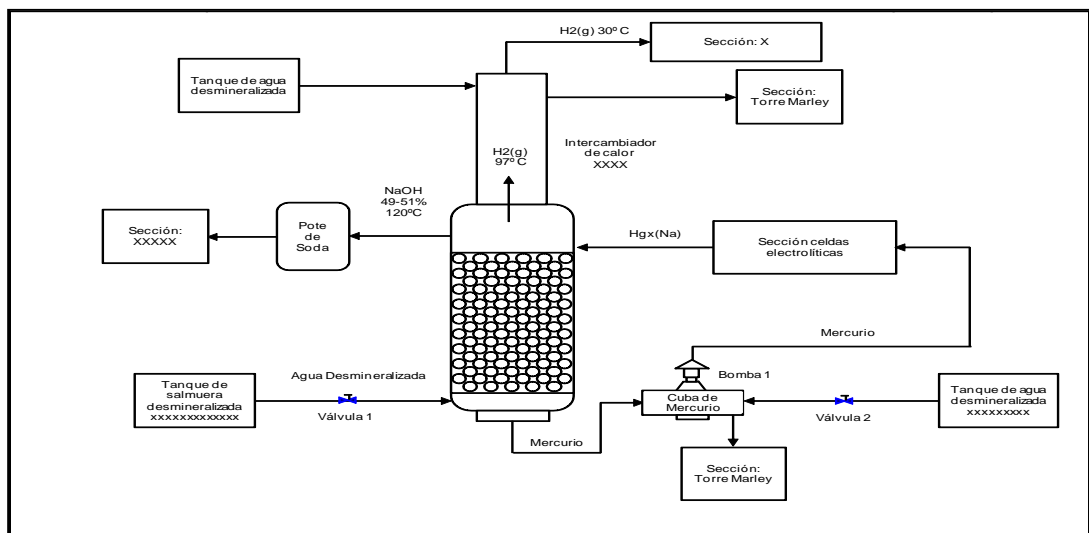 H2(g) 30º C
Sección: X
Tanque de agua
desmineralizada
Sección:
Torre Marley
H2(g)
97º C
Intercambiador
de calor
XXXX
NaOH
49-51%
120ºC
Sección:
XXXXX
Pote
de
Soda
Hgx(Na)
Sección celdas
electrolíticas
Mercurio
Tanque de
salmuera
desmineralizada
xxxxxxxxxxxxx
Agua Desmineralizada
Válvula 1
Bomba 1
Cuba de
Mercurio
Válvula 2
Tanque de agua
desmineralizada
xxxxxxxxx
Mercurio
Sección:
Torre Marley